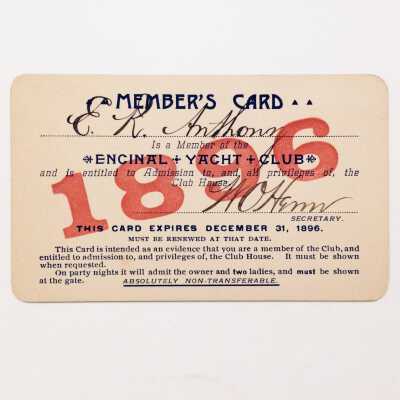 MEMBER'S CARD
E. R. Anthony
Is a Member of the
ENCINAL + YACHT + CLUB
and is entitled to Admission to, and all privileges, of the
Club House.
1896
W O Henn
SECRETARY.
THIS CARD EXPIRES DECEMBER 31, 1896.
MUST BE RENEWED AT THAT DATE.
This Card is intended as an evidence that you are a member of the Club, and
entitled to admission to, and privileges of, the Club House. It must be shown
when requested.
On party nights it will admit the owner and two ladies, and must be shown
at the gate. ABSOLUTELY NON-TRANSFERABLE.